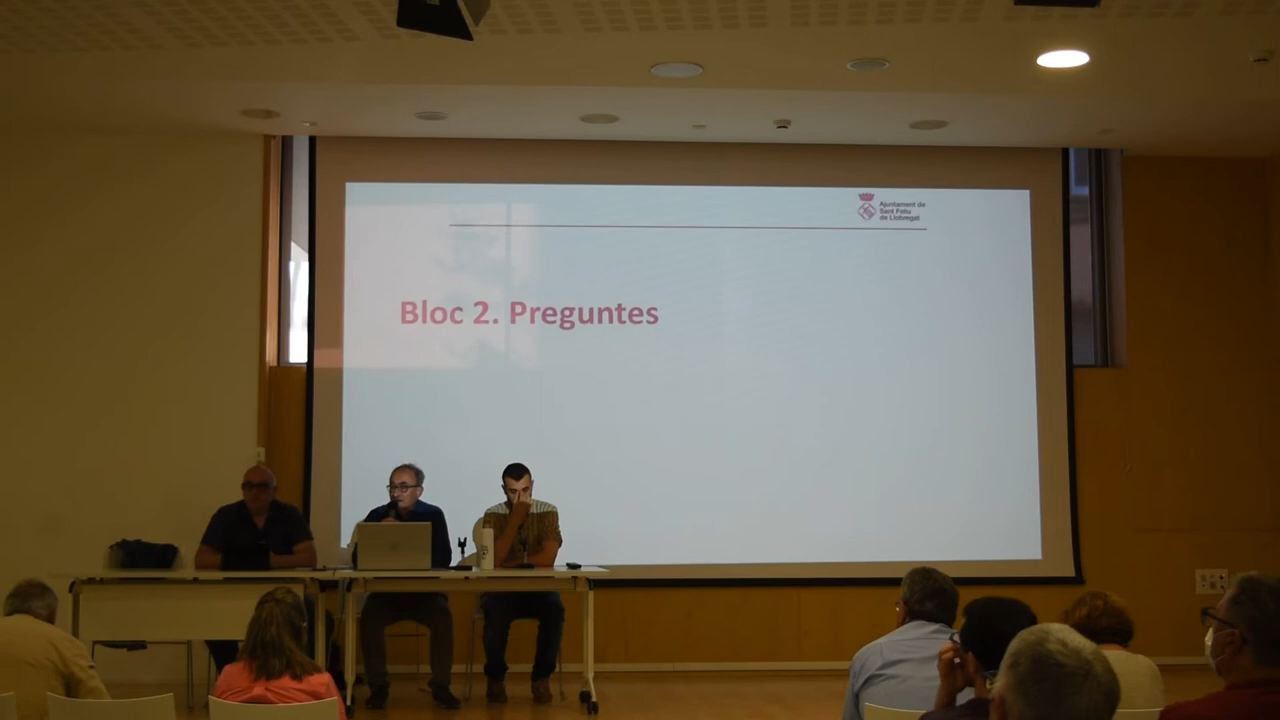 Ajuntament de
Sant Feliu
de Llobregat
Bloc 2. Preguntes